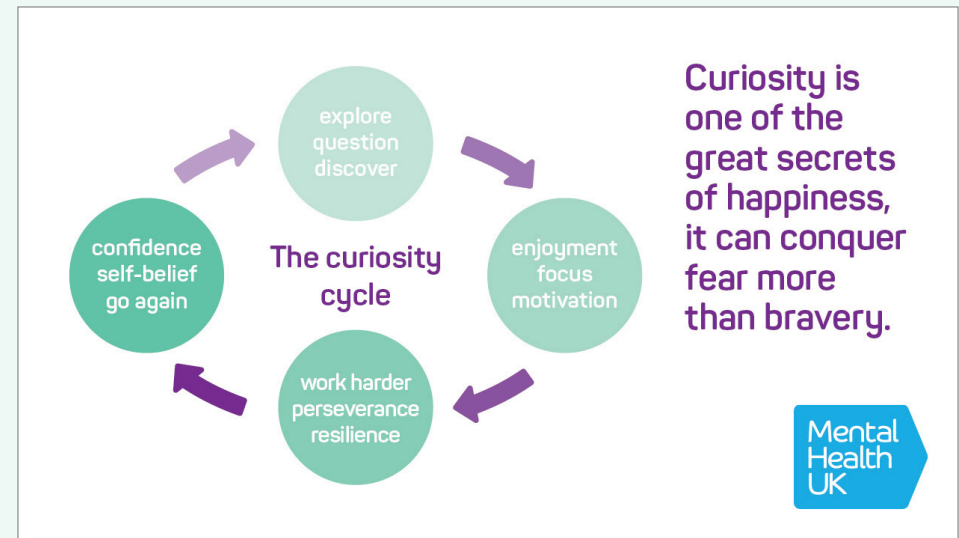 explore
question
discover
enjoyment
focus
motivation
work harder
perseverance
resilience
confidence
self-belief
go again
The curiosity
cycle
Curiosity is
one of the
great secrets
of happiness,
it can conquer
fear more
than bravery.
Mental
Health
UK